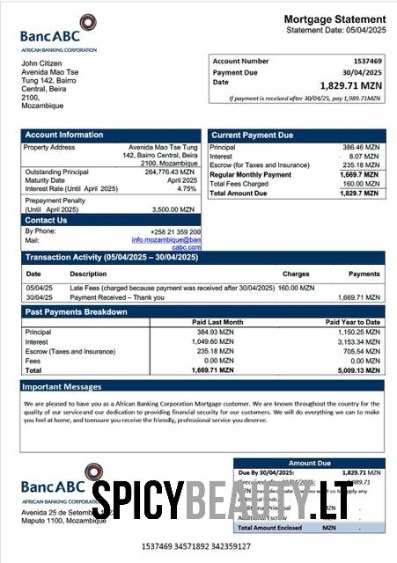 BancABC
AFRICAN BANKING CORPORATION
Mortgage Statement
Statement Date: 05/04/2025
John Citizen
Avenida Mao Tse
Tung 142, Bairro
Central, Beira
2100,
Mozambique
Account Number 1537469
Payment Due 30/04/2025
Date
1,829.71 MZN
If payment is received after 30/04/25, pay 1,989.71MZN
Account Information
Property Address Avenida Mao Tse Tung
142, Bairro Central, Beira
2100, Mozambique
Outstanding Principal 264,776.43 MZN
Maturity Date April 2025
Interest Rate (Until April 2025) 4.75%
Prepayment Penalty
(Until April 2025) 3,500.00 MZN
Contact Us
By Phone: +258 21 359 200
Mail: info.mozambique@ban
cabc.com
Current Payment Due
Principal 386.46 MZN
Interest 8.07 MZN
Escrow (for Taxes and Insurance) 235.18 MZN
Regular Monthly Payment 1,669.7 MZN
Total Fees Charged 160.00 MZN
Total Amount Due 1,829.7 MZN
Transaction Activity (05/04/2025 – 30/04/2025)
Date Description Charges Payments
05/04/25 Late Fees (charged because payment was received after 30/04/2025) 160.00 MZN
30/04/25 Payment Received – Thank you 1,669.71 MZN
Past Payments Breakdown
Paid Last Month Paid Year to Date
Principal 384.93 MZN 1,150.25 MZN
Interest 1,049.60 MZN 3,153.34 MZN
Escrow (Taxes and Insurance) 235.18 MZN 705.54 MZN
Fees 0.00 MZN 0.00 MZN
Total 1,669.71 MZN 5,009.13 MZN
Important Messages
We are pleased to have you as a African Banking Corporation Mortgage customer. We are known throughout the country for the
quality of our service and our dedication to providing financial security for our customers. We will do everything we can to make
you feel at home, and to ensure you receive the friendly, professional service you deserve.
BancABC
AFRICAN BANKING CORPORATION
Avenida 25 de Setembro
Maputo 1100, Mozambique
Amount Due
Due By 30/04/2025: 1,829.71 MZN
Additional Escrow
Total Amount Enclosed MZN
SPICYBEAUTY.LT
1537469 34571892 342359127